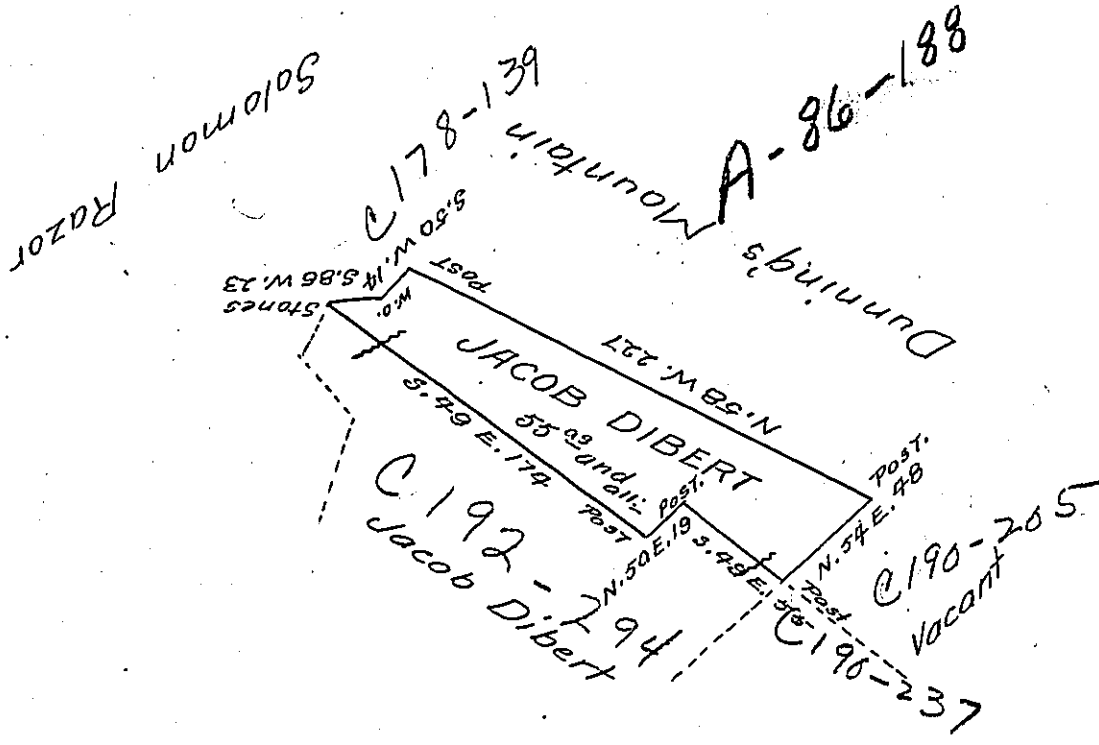 Solomon Razor
C178-139
Dunning's Mountain
A-86-188
S. 50 W. 14
S. 86 W. 23
Stones
W.O.
Post
N. 58 W. 227
JACOB DIBERT
55 as and all:
S. 49 E. 174
Post
Post.
N. 50 E. 19
S. 49 E. 55
Post
Post.
N. 54 E. 48
C192-294
Jacob Dibert
C190-205
Vacant
C190-237